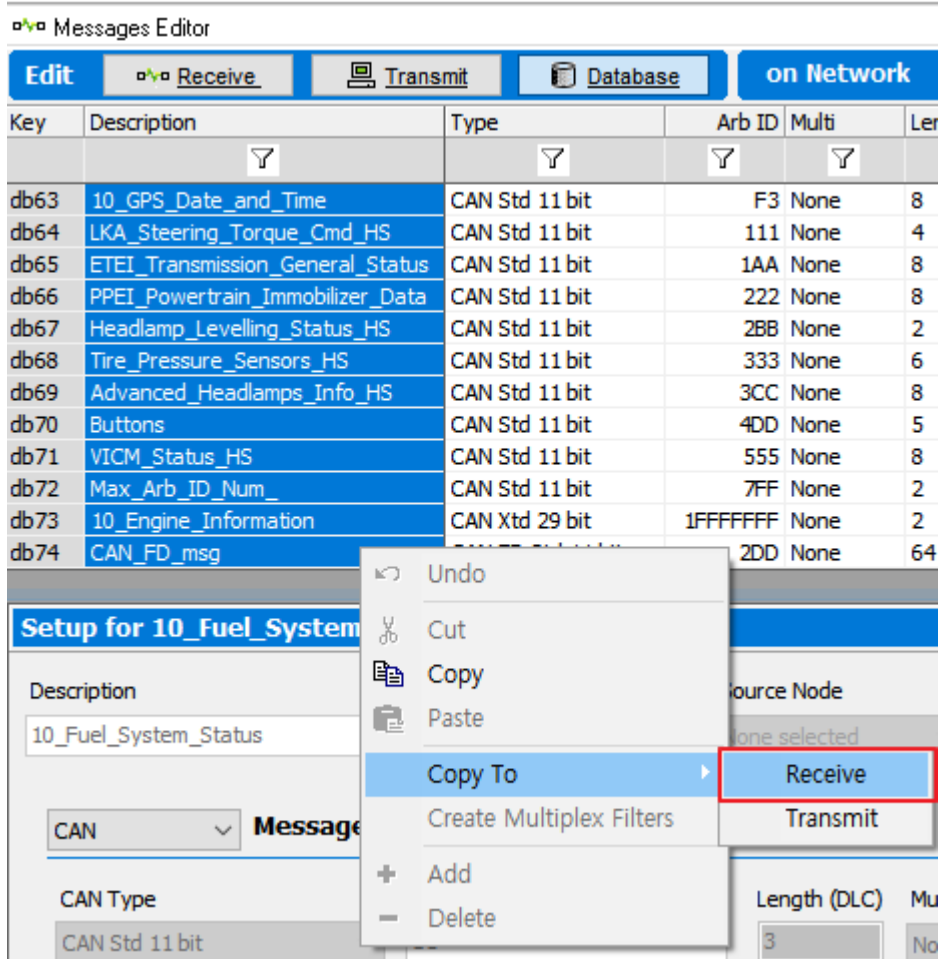 Messages Editor
Edit Receive Transmit Database on Network
Key Description Type Arb ID Multi Ler
db63 10_GPS_Date_and_Time CAN Std 11 bit F3 None 8
db64 LKA_Steering_Torque_Cmd_HS CAN Std 11 bit 111 None 4
db65 ETEI_Transmission_General_Status CAN Std 11 bit 1AA None 8
db66 PPEI_Powertrain_Immobilizer_Data CAN Std 11 bit 222 None 8
db67 Headlamp_Levelling_Status_HS CAN Std 11 bit 2BB None 2
db68 Tire_Pressure_Sensors_HS CAN Std 11 bit 333 None 6
db69 Advanced_Headlamps_Info_HS CAN Std 11 bit 3CC None 8
db70 Buttons CAN Std 11 bit 4DD None 5
db71 VICM_Status_HS CAN Std 11 bit 555 None 8
db72 Max_Arb_ID_Num_ CAN Std 11 bit 7FF None 2
db73 10_Engine_Information CAN Xtd 29 bit 1FFFFFFF None 2
db74 CAN_FD_msg 2DD None 64
Undo
Setup for 10_Fuel_System
Cut
Copy
Description Source Node
Paste
10_Fuel_System_Status one selected
Copy To Receive
Create Multiplex Filters Transmit
CAN Message
Add
CAN Type Length (DLC) Mu
Delete
CAN Std 11 bit 3 No